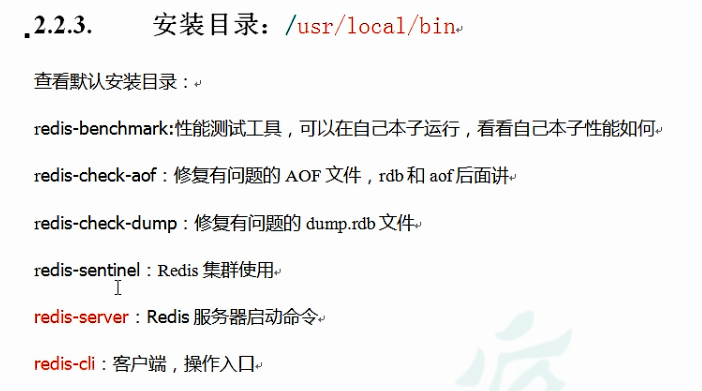 2.2.3. 安装目录：/usr/local/bin
查看默认安装目录：
redis-benchmark:性能测试工具，可以在自己本子运行，看看自己本子性能如何
redis-check-aof：修复有问题的 AOF 文件，rdb 和 aof 后面讲
redis-check-dump：修复有问题的 dump.rdb 文件
redis-sentinel：Redis 集群使用
redis-server：Redis 服务器启动命令
redis-cli：客户端，操作入口